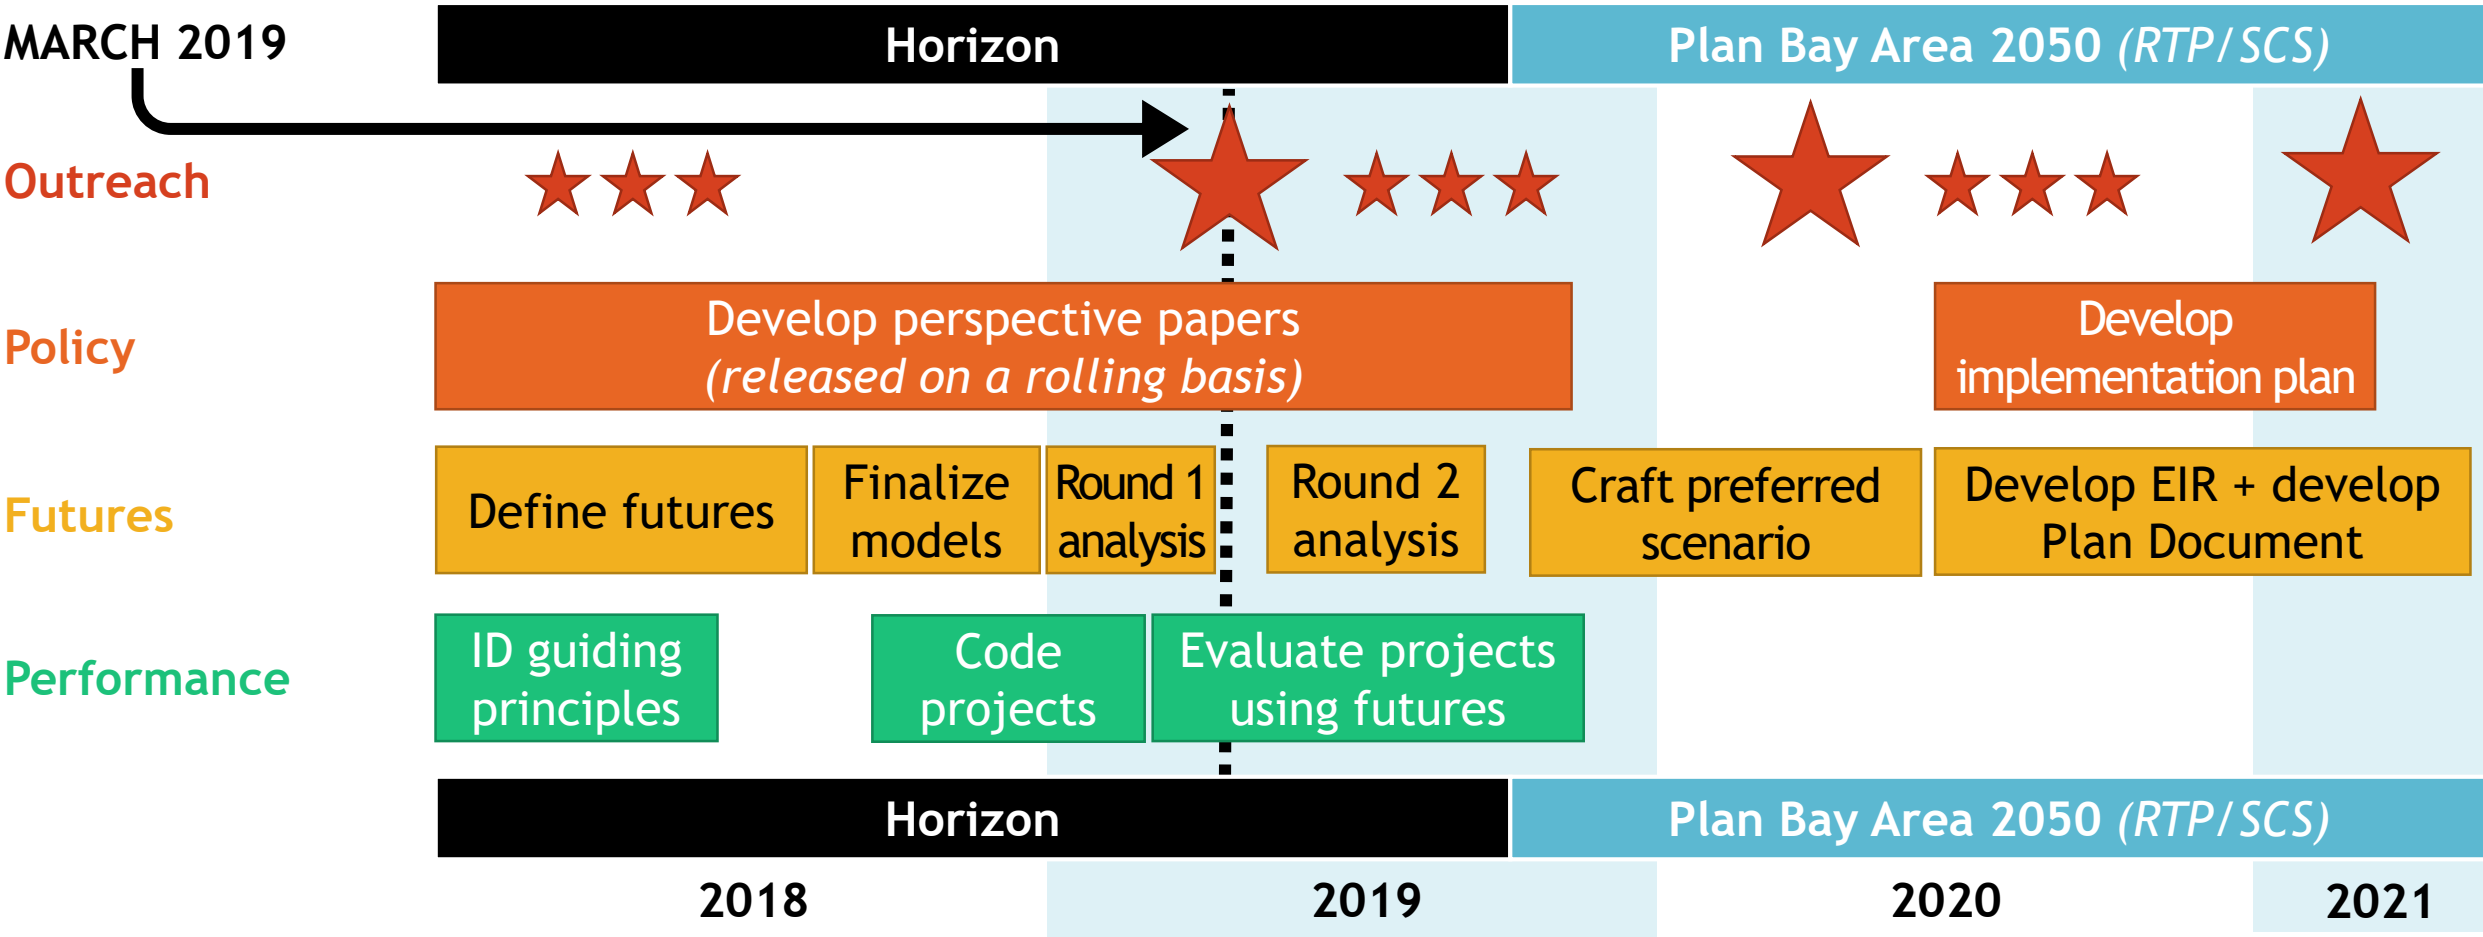 MARCH 2019
Horizon
Plan Bay Area 2050 (RTP/SCS)
Outreach
Policy
Develop perspective papers
(released on a rolling basis)
Develop
implementation plan
Futures
Define futures
Finalize
models
Round 1
analysis
Round 2
analysis
Craft preferred
scenario
Develop EIR + develop
Plan Document
Performance
ID guiding
principles
Code
projects
Evaluate projects
using futures
Horizon
Plan Bay Area 2050 (RTP/SCS)
2018
2019
2020
2021